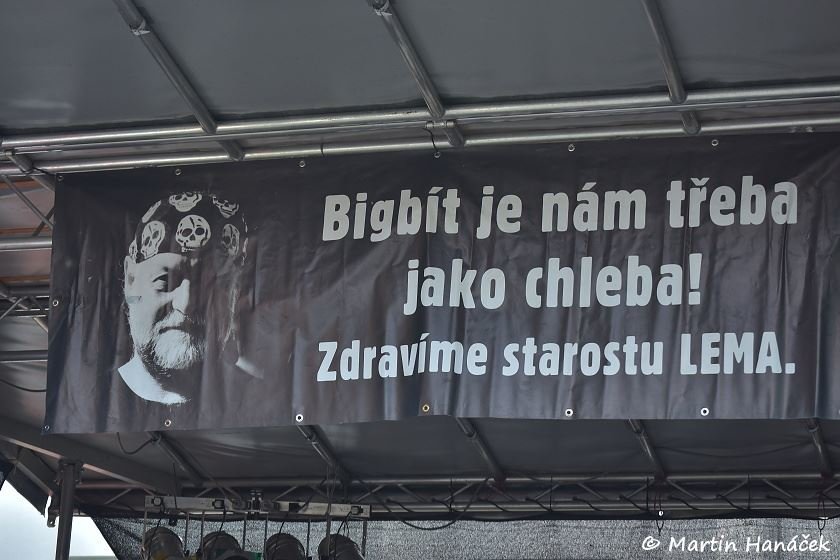 Bigbít je nám třeba
jako chleba!
Zdravíme starostu LEMA.
© Martin Hanáček